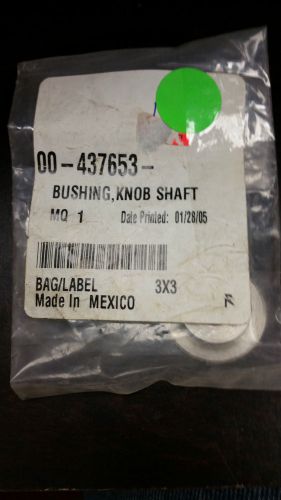 00-437653-
BUSHING,KNOB SHAFT
MQ 1 Date Printed: 01/28/05
BAG/LABEL 3X3
Made In MEXICO R